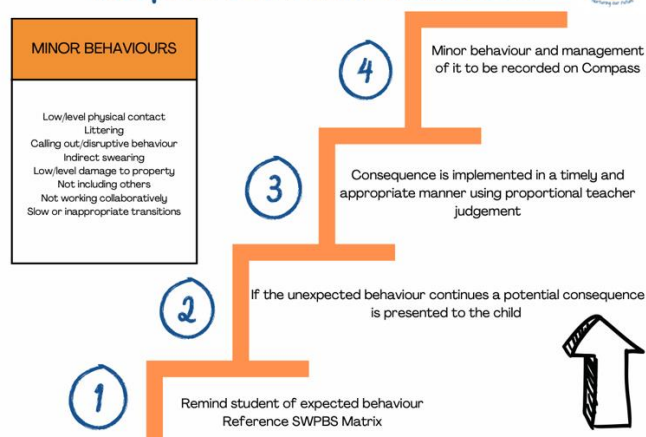 MINOR BEHAVIOURS
Low/level physical contact
Littering
Calling out/disruptive behaviour
Indirect swearing
Low/level damage to property
Not including others
Not working collaboratively
Slow or inappropriate transitions
4
Minor behaviour and management
of it to be recorded on Compass
3
Consequence is implemented in a timely and
appropriate manner using proportional teacher
judgement
2
If the unexpected behaviour continues a potential consequence
is presented to the child
1
Remind student of expected behaviour
Reference SWPBS Matrix